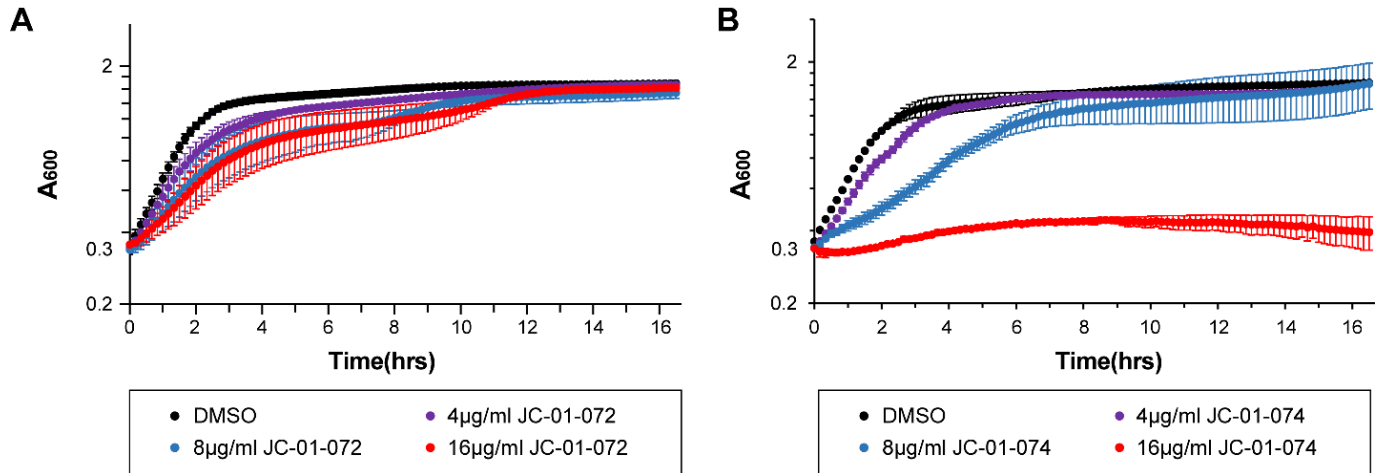 A
2
0.3
0.2
A600
0 2 4 6 8 10 12 14 16
Time(hrs)
DMSO 4µg/ml JC-01-072
8µg/ml JC-01-072 16µg/ml JC-01-072
B
2
0.3
0.2
A600
0 2 4 6 8 10 12 14 16
Time(hrs)
DMSO 4µg/ml JC-01-074
8µg/ml JC-01-074 16µg/ml JC-01-074